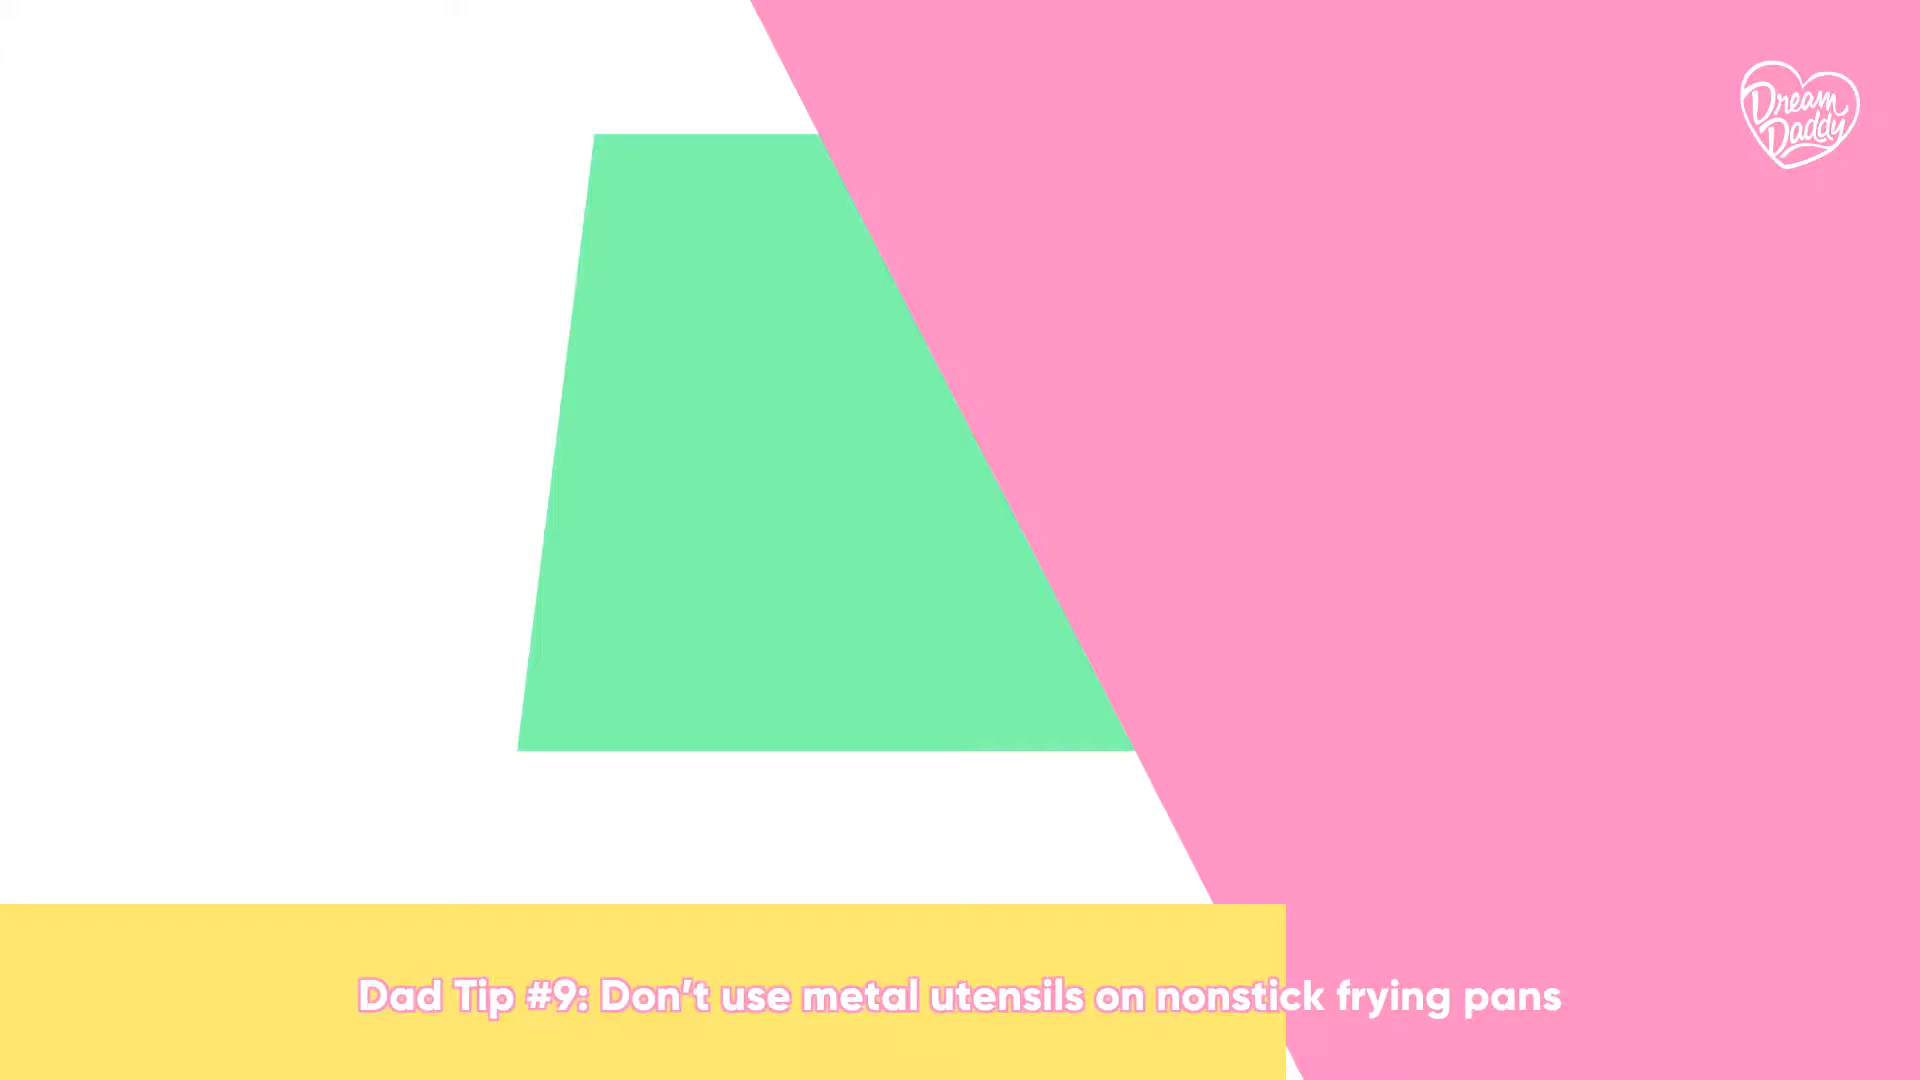 Dream
Daddy
Dad Tip #9: Don’t use metal utensils on nonstick frying pans